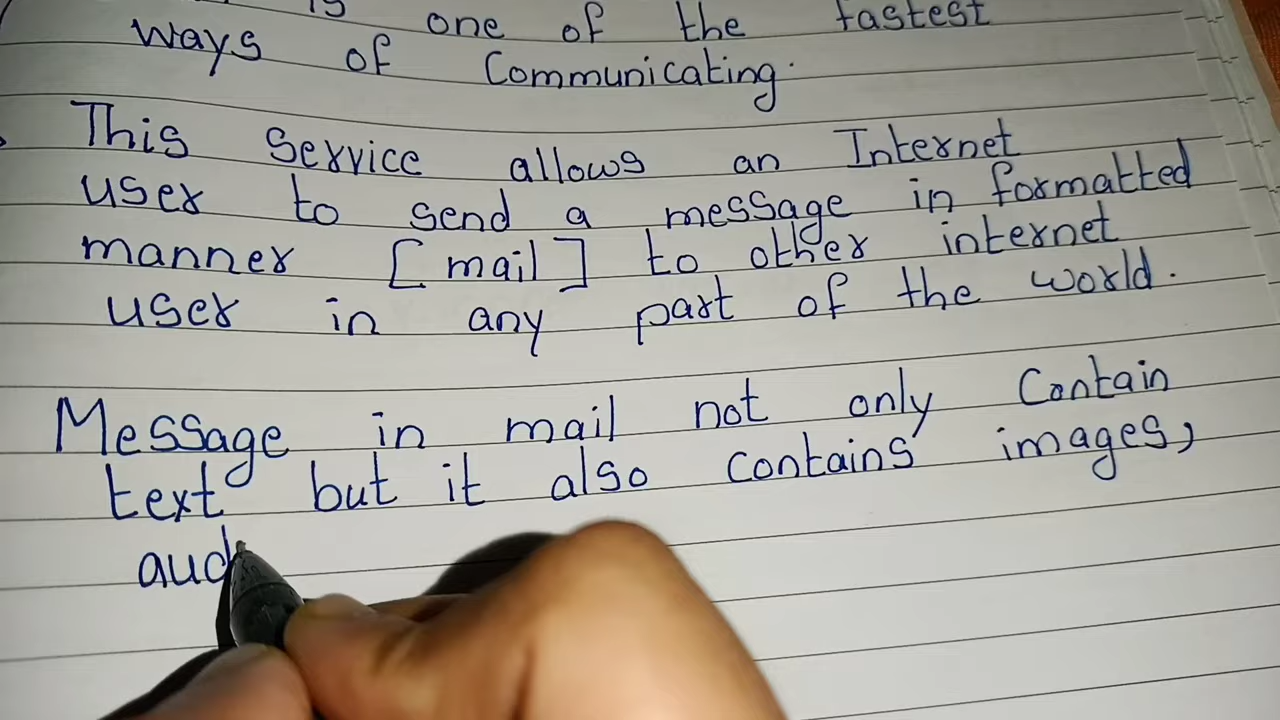 is one of the fastest
ways of Communicating.
This Service allows an Internet
user to send a message in formatted
manner [mail] to other internet
user in any part of the world.
Message in mail not only Contain
text but it also contains images,
aud